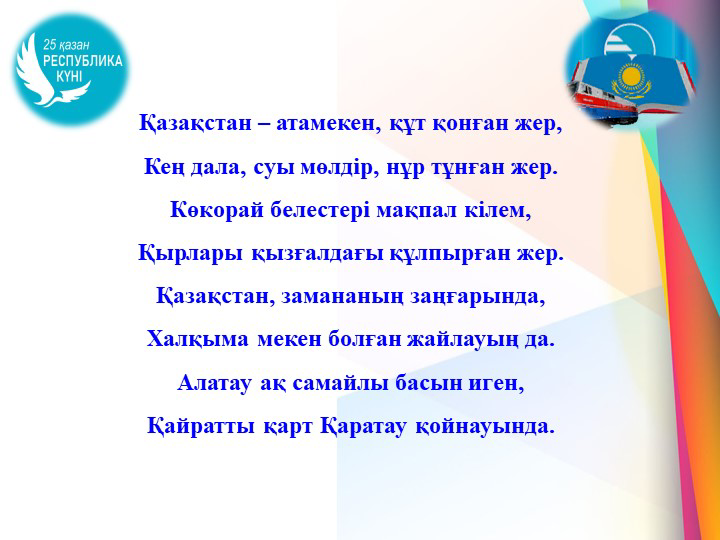 25 қазан
РЕСПУБЛИКА
КҮНІ
Қазақстан – атамекен, құт қонған жер,
Кең дала, суы мөлдір, нұр тұнған жер.
Көкорай белестері мақпал кілем,
Қырлары қызғалдағы құлпырған жер.
Қазақстан, замананың заңғарында,
Халқыма мекен болған жайлауың да.
Алатау ақ самайлы басын иген,
Қайратты қарт Қаратау қойнауында.